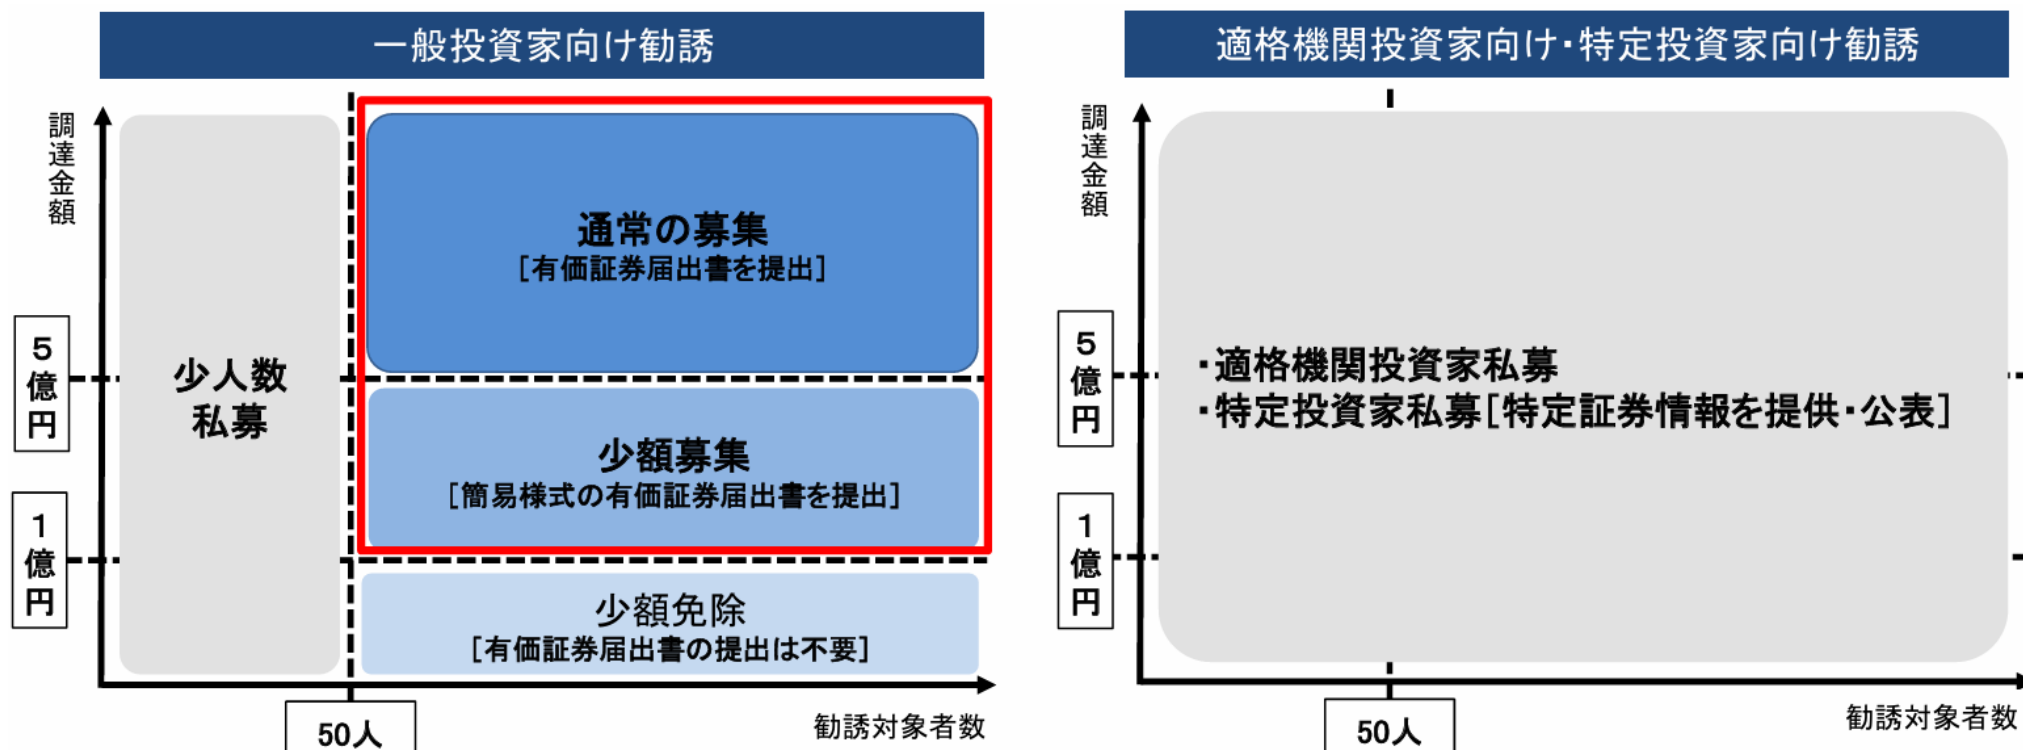 一般投資家向け勧誘
調達金額
通常の募集
[有価証券届出書を提出]
5億円
少人数
私募
少額募集
[簡易様式の有価証券届出書を提出]
1億円
少額免除
[有価証券届出書の提出は不要]
50人
勧誘対象者数
適格機関投資家向け・特定投資家向け勧誘
調達金額
5億円
・適格機関投資家私募
・特定投資家私募[特定証券情報を提供・公表]
1億円
50人
勧誘対象者数